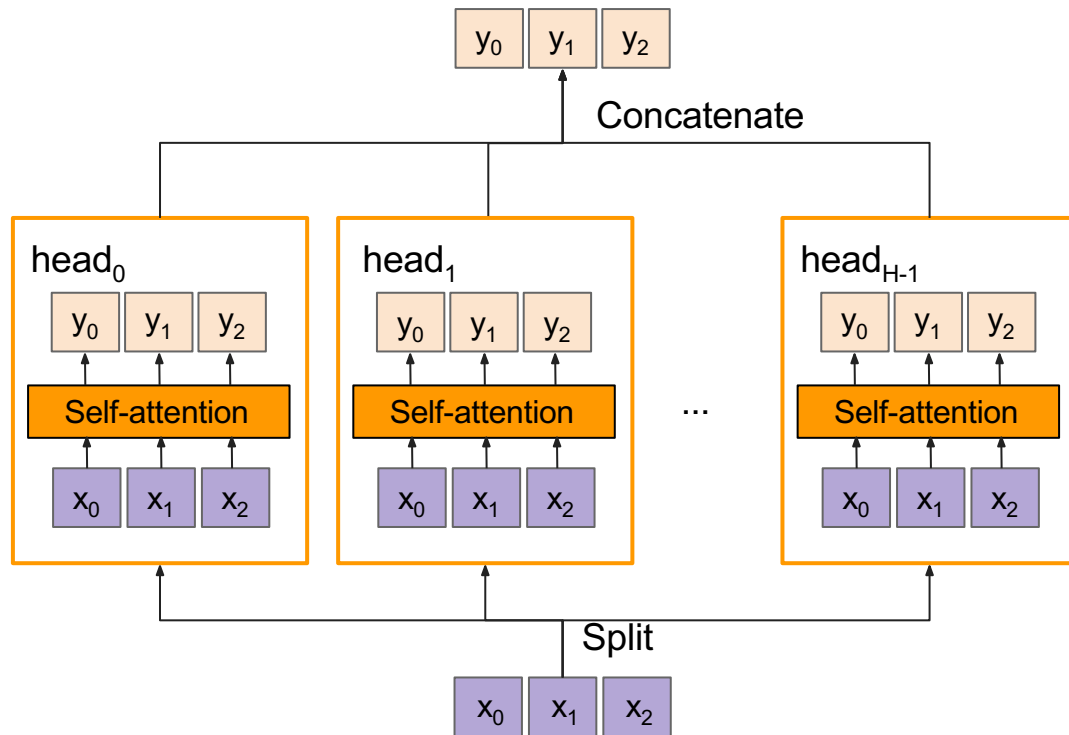 y₀ y₁ y₂
Concatenate
head₀ head₁ head_H-1
y₀ y₁ y₂ y₀ y₁ y₂ y₀ y₁ y₂
Self-attention Self-attention ... Self-attention
x₀ x₁ x₂ x₀ x₁ x₂ x₀ x₁ x₂
Split
x₀ x₁ x₂